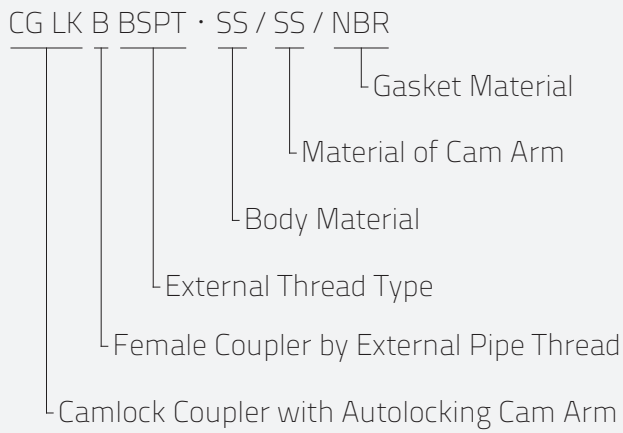 CG LK B BSPT · SS / SS / NBR
Gasket Material
Material of Cam Arm
Body Material
External Thread Type
Female Coupler by External Pipe Thread
Camlock Coupler with Autolocking Cam Arm